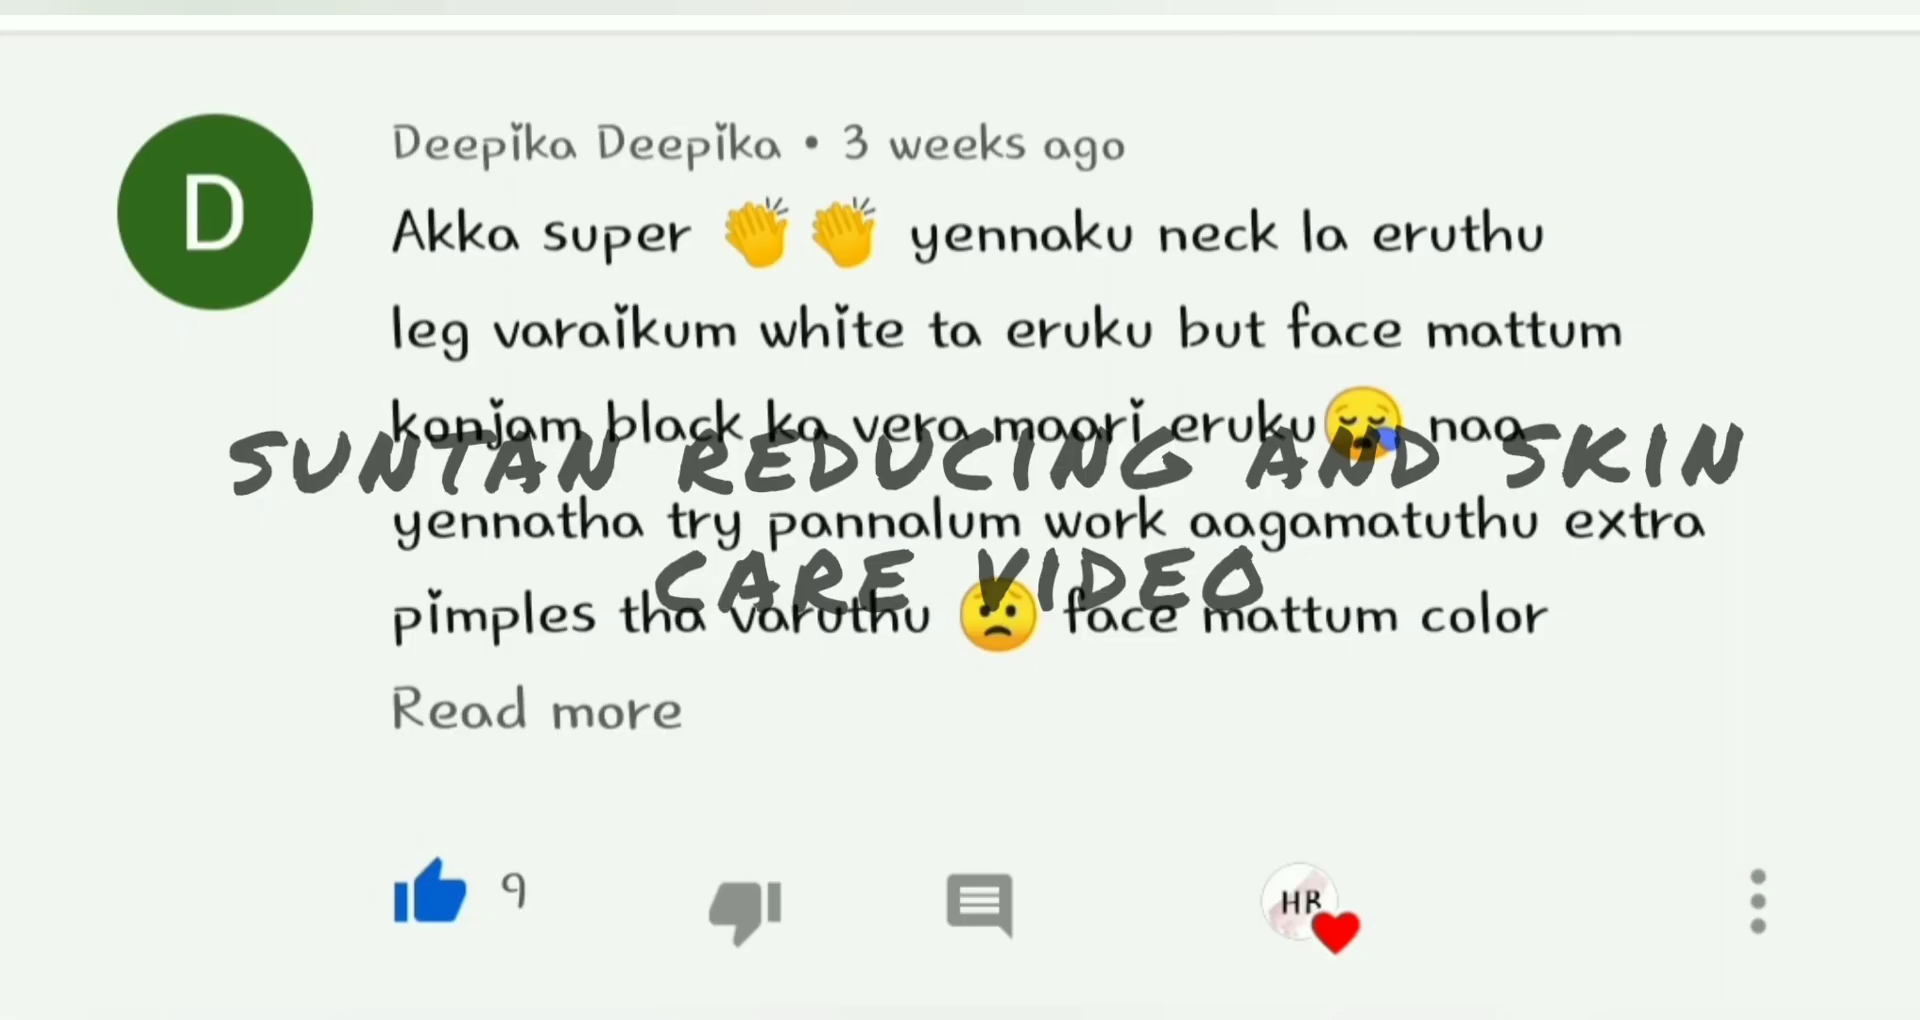 D
Deepika Deepika • 3 weeks ago
Akka super 👏👏 yennaku neck la eruthu
leg varaikum white ta eruku but face mattum
konjam black ka vera maari eruku😪 naa
SUNTAN REDUCING AND SKIN
yennatha try pannalum work aagamatuthu extra
CARE VIDEO
pimples tha varuthu 😟 face mattum color
Read more
9
HR